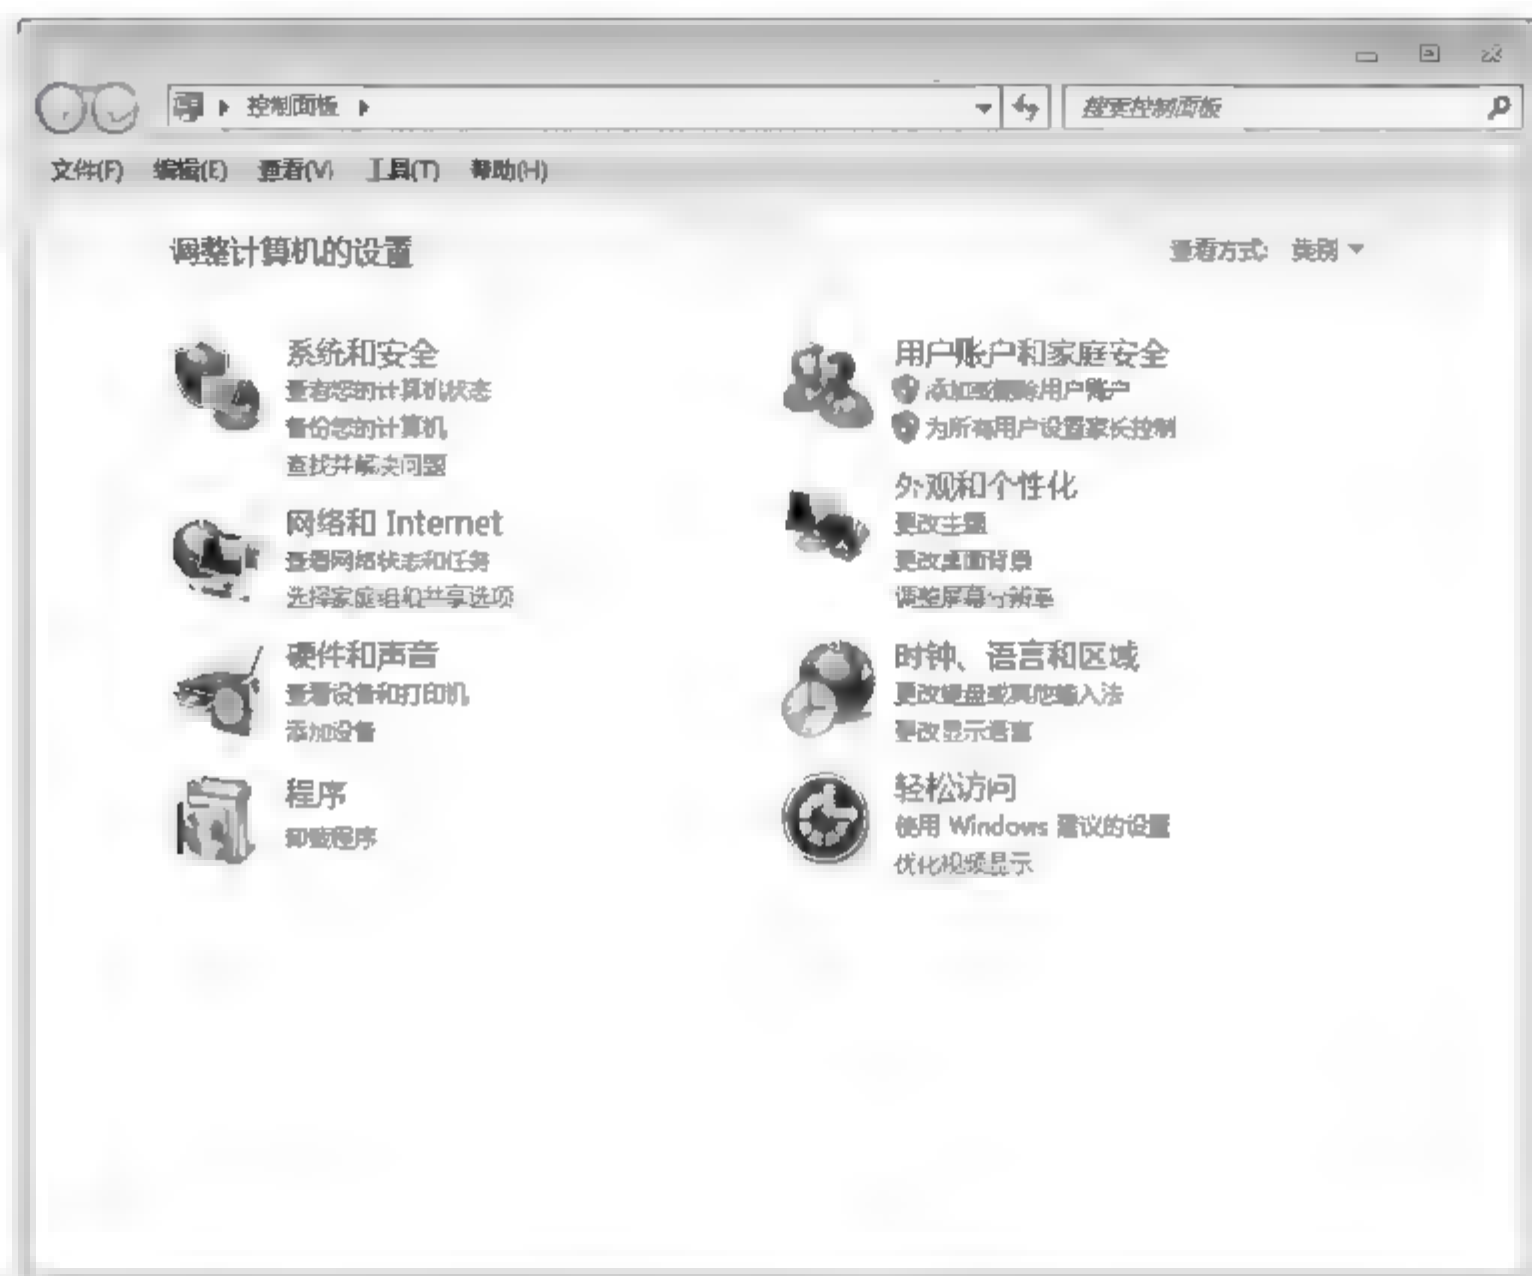 控制面板
搜索控制面板
文件(F) 编辑(E) 查看(V) 工具(T) 帮助(H)
调整计算机的设置
查看方式: 类别
系统和安全
查看您的计算机状态
备份您的计算机
查找并解决问题
网络和 Internet
查看网络状态和任务
选择家庭组和共享选项
硬件和声音
查看设备和打印机
添加设备
程序
卸载程序
用户账户和家庭安全
添加或删除用户账户
为所有用户设置家长控制
外观和个性化
更改主题
更改桌面背景
调整屏幕分辨率
时钟、语言和区域
更改键盘或其他输入法
更改显示语言
轻松访问
使用 Windows 建议的设置
优化视频显示